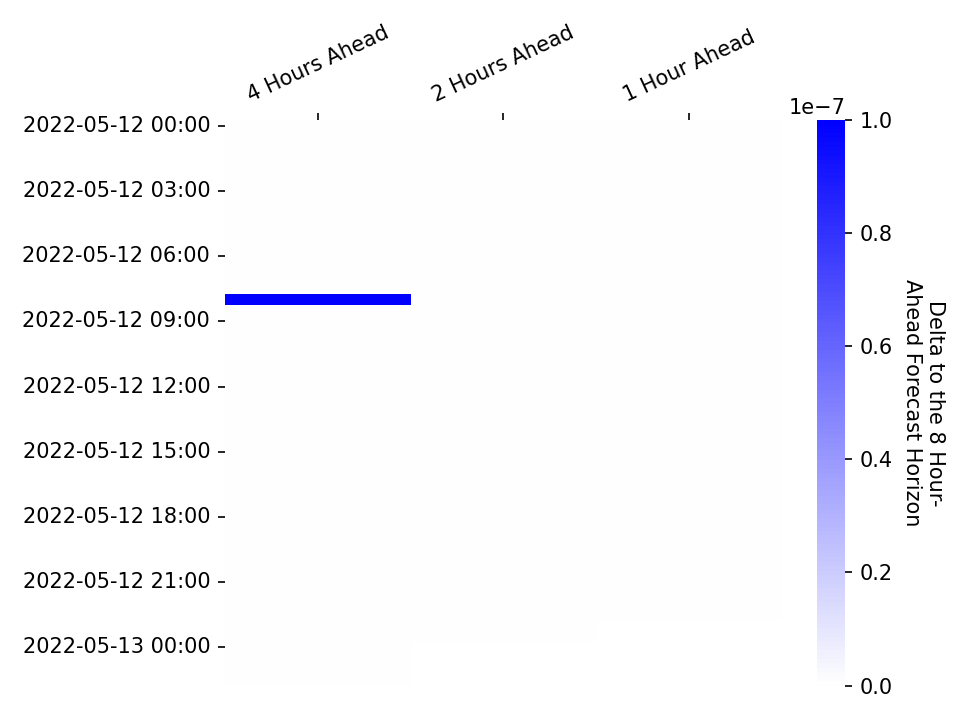 4 Hours Ahead
2 Hours Ahead
1 Hour Ahead
1e−7
2022-05-12 00:00
2022-05-12 03:00
2022-05-12 06:00
2022-05-12 09:00
2022-05-12 12:00
2022-05-12 15:00
2022-05-12 18:00
2022-05-12 21:00
2022-05-13 00:00
1.0
0.8
0.6
0.4
0.2
0.0
Delta to the 8 Hour-
Ahead Forecast Horizon